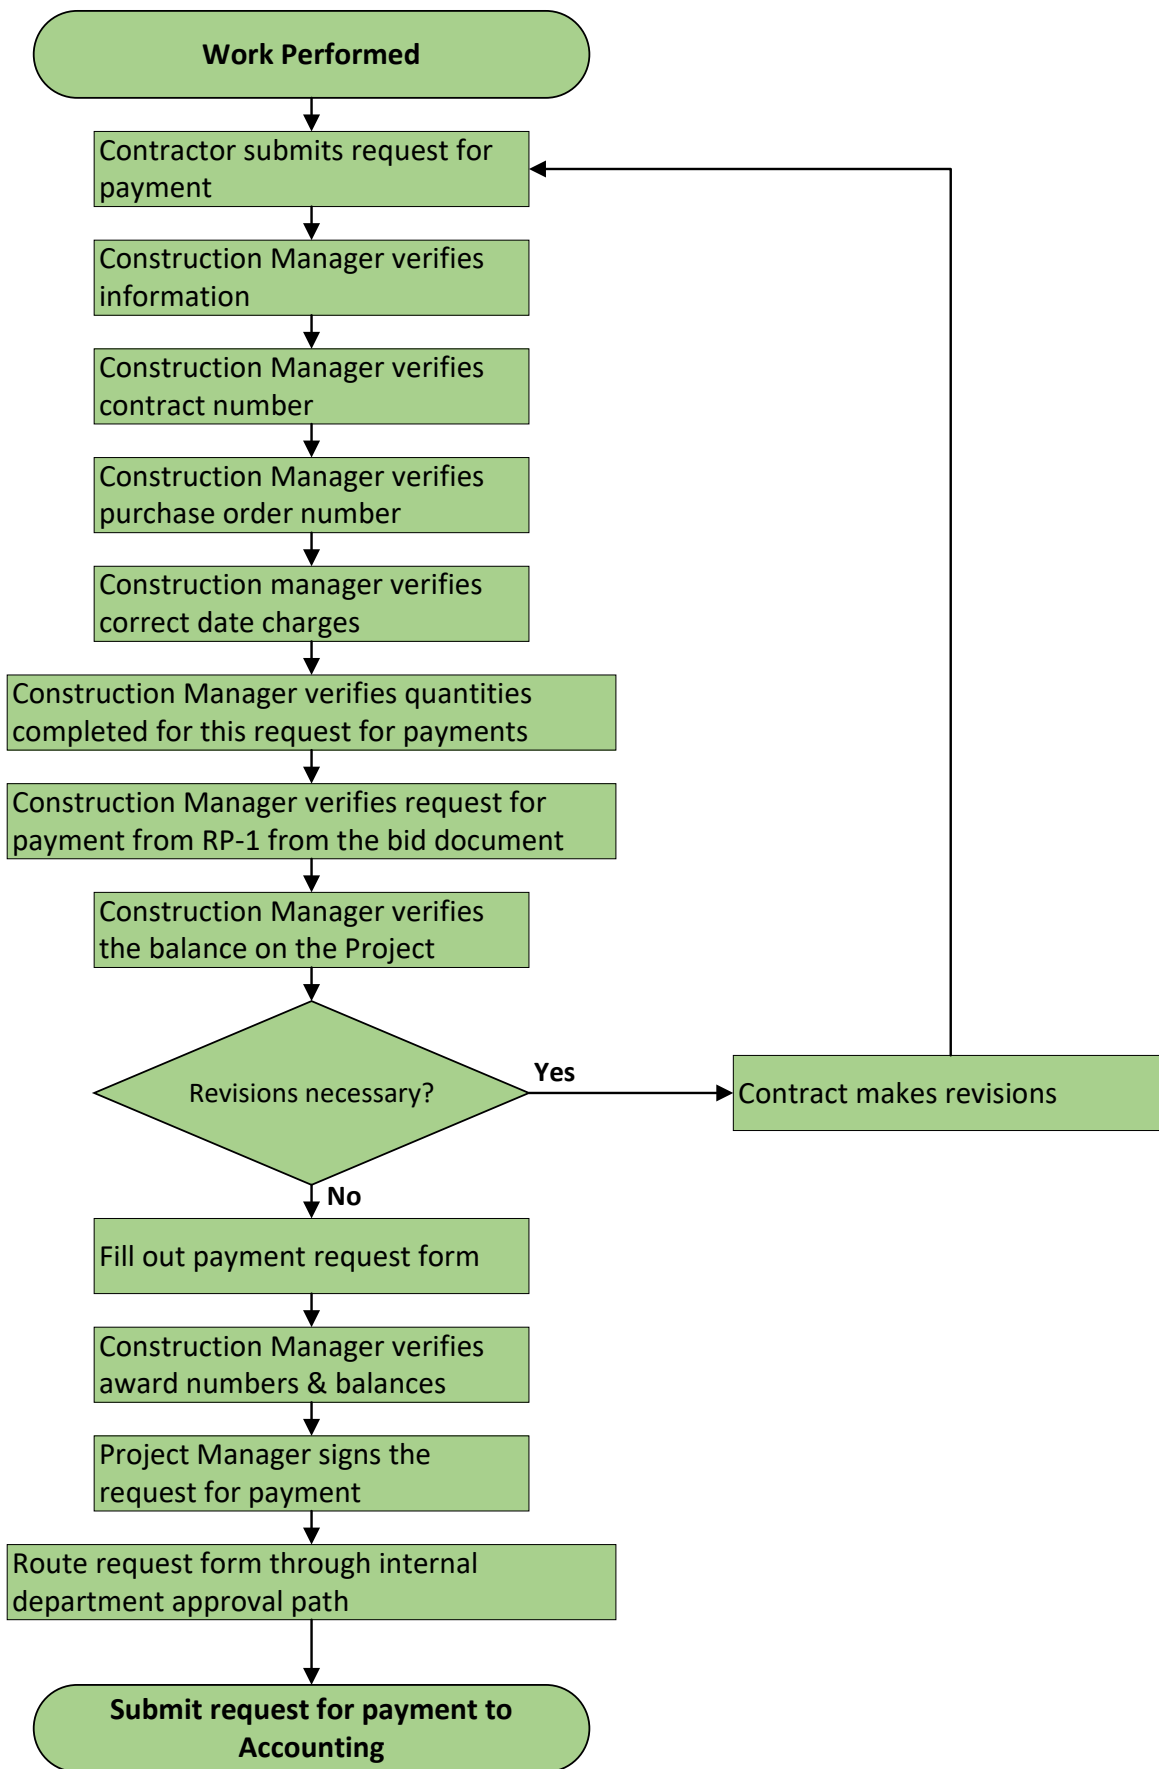 Work Performed
Contractor submits request for
payment
Construction Manager verifies
information
Construction Manager verifies
contract number
Construction Manager verifies
purchase order number
Construction manager verifies
correct date charges
Construction Manager verifies quantities
completed for this request for payments
Construction Manager verifies request for
payment from RP-1 from the bid document
Construction Manager verifies
the balance on the Project
Revisions necessary?
Yes
Contract makes revisions
No
Fill out payment request form
Construction Manager verifies
award numbers & balances
Project Manager signs the
request for payment
Route request form through internal
department approval path
Submit request for payment to
Accounting